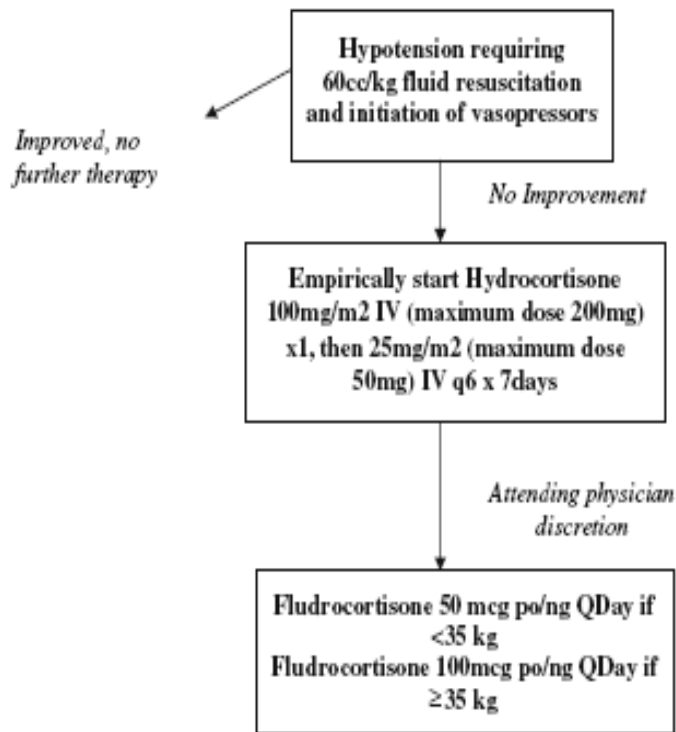 Hypotension requiring
60cc/kg fluid resuscitation
and initiation of vasopressors
Improved, no
further therapy
No Improvement
Empirically start Hydrocortisone
100mg/m2 IV (maximum dose 200mg)
x1, then 25mg/m2 (maximum dose
50mg) IV q6 x 7days
Attending physician
discretion
Fludrocortisone 50 mcg po/ng QDay if
<35 kg
Fludrocortisone 100mcg po/ng QDay if
≥35 kg